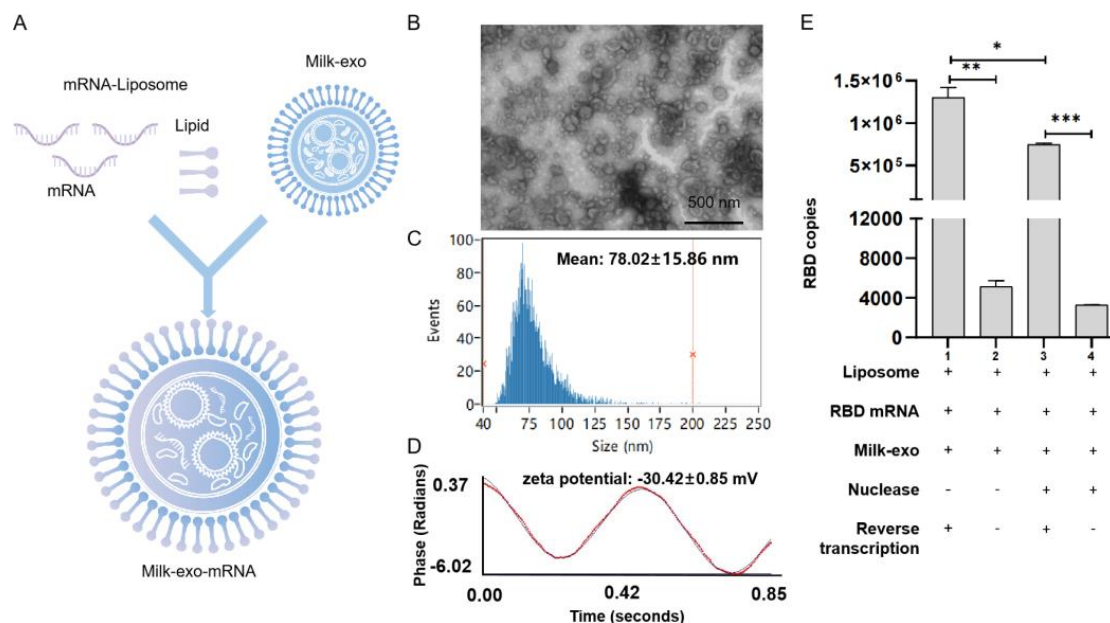 A
mRNA-Liposome
Lipid
mRNA
Milk-exo
Milk-exo-mRNA
B
500 nm
C
Mean: 78.02±15.86 nm
Events
100
80
60
40
20
0
40 75 100 125 150 175 200 225 250
Size (nm)
D
zeta potential: -30.42±0.85 mV
Phase (Radians)
0.37
-6.02
0.00 0.42 0.85
Time (seconds)
E
*
**
***
RBD copies
1.5×10⁶
1×10⁶
5×10⁵
12000
8000
4000
0
1 2 3 4
Liposome + + + +
RBD mRNA + + + +
Milk-exo + + + +
Nuclease - - + +
Reverse
transcription + - + -